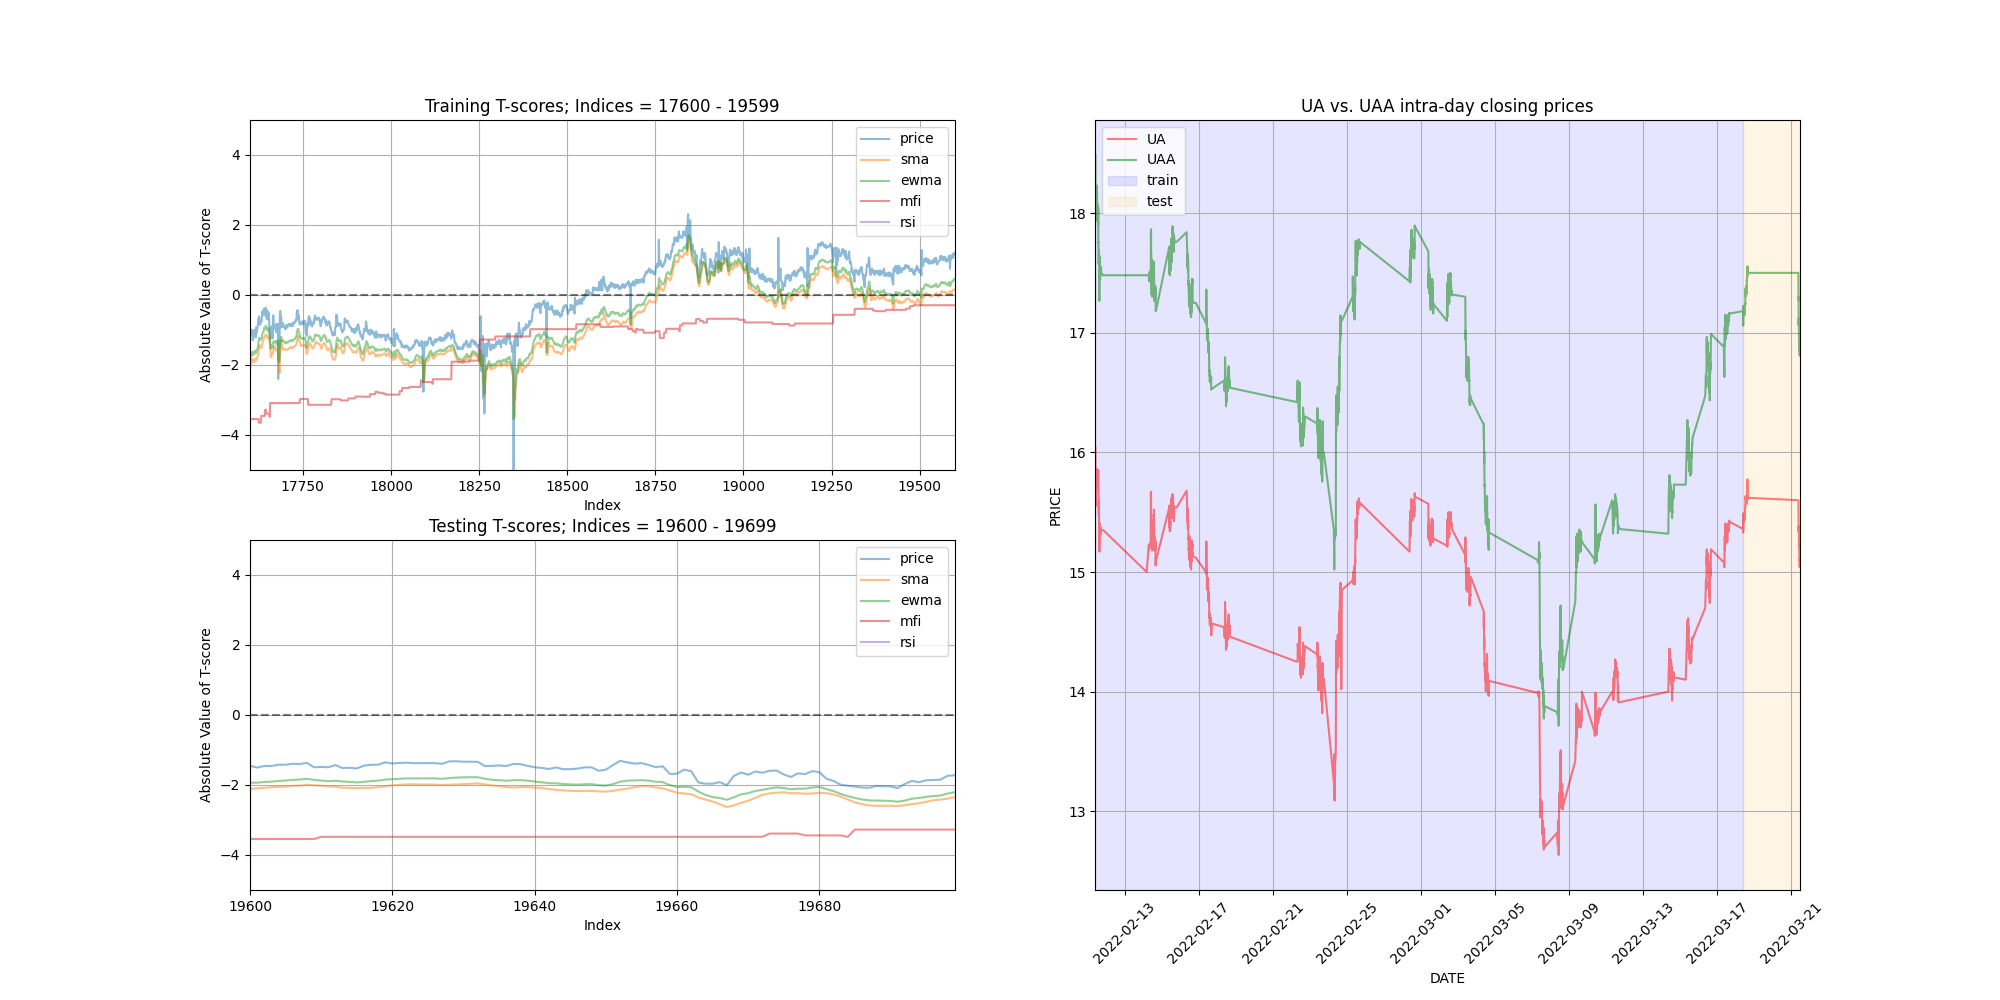 Training T-scores; Indices = 17600 - 19599
Absolute Value of T-score
4
2
0
−2
−4
17750 18000 18250 18500 18750 19000 19250 19500
Index
price
sma
ewma
mfi
rsi
Testing T-scores; Indices = 19600 - 19699
Absolute Value of T-score
4
2
0
−2
−4
19600 19620 19640 19660 19680
Index
price
sma
ewma
mfi
rsi
UA vs. UAA intra-day closing prices
PRICE
18
17
16
15
14
13
UA
UAA
train
test
2022-02-13 2022-02-17 2022-02-21 2022-02-25 2022-03-01 2022-03-05 2022-03-09 2022-03-13 2022-03-17 2022-03-21
DATE